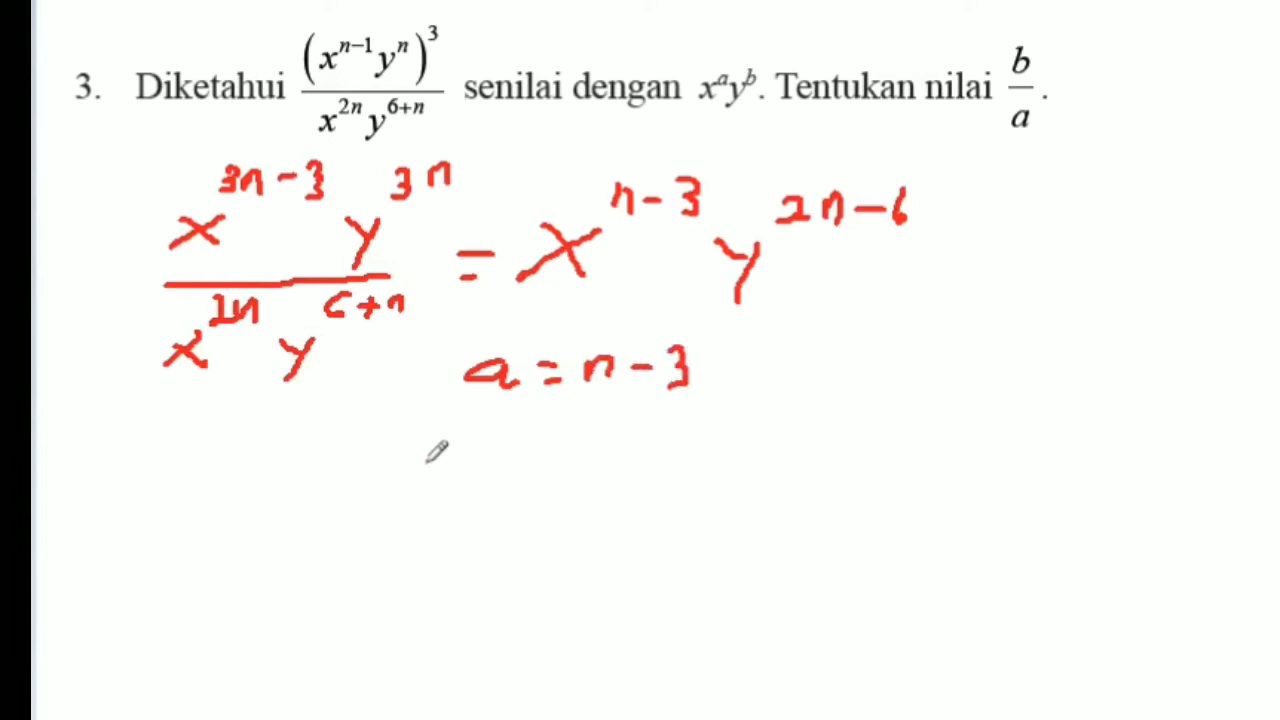 3. Diketahui (x^{n-1}y^{n})^{3} / x^{2n}y^{6+n} senilai dengan x^{a}y^{b}. Tentukan nilai b/a.
x^{3n-3} y^{3n} / x^{2n} y^{6+n} = x^{n-3} y^{2n-6}
a = n - 3